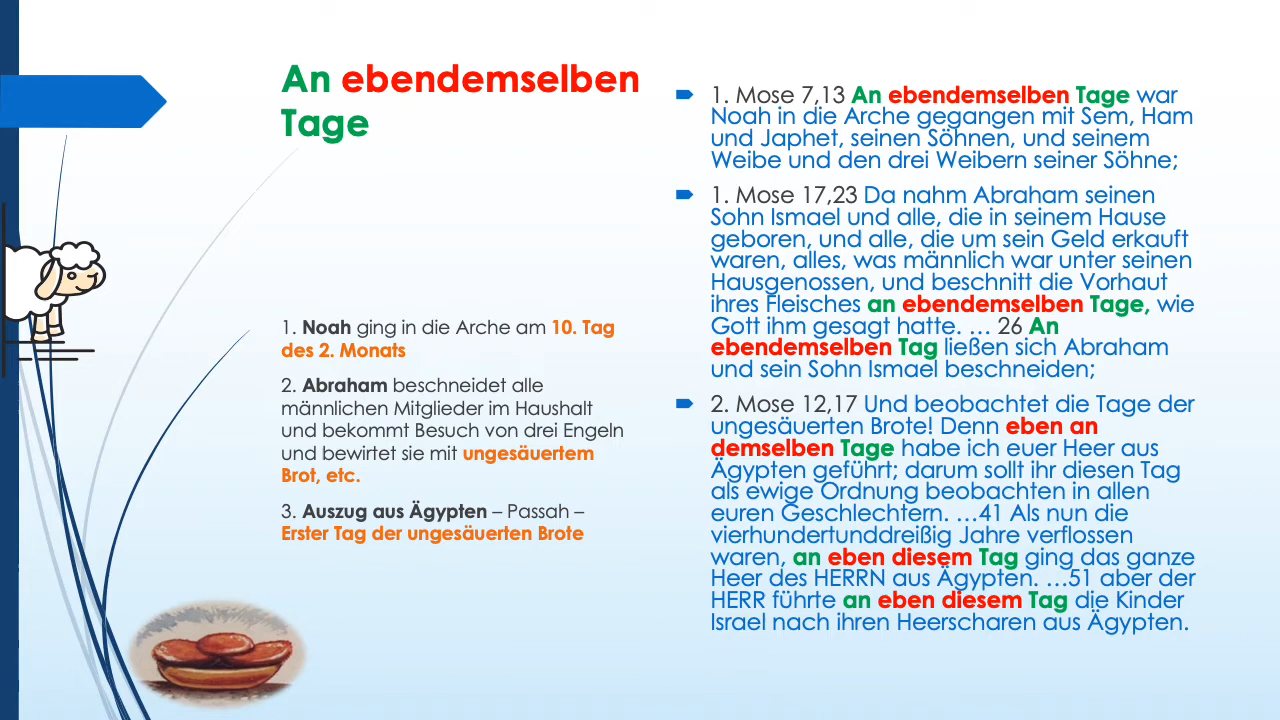 An ebendemselben
Tage
1. Noah ging in die Arche am 10. Tag
des 2. Monats
2. Abraham beschneidet alle
männlichen Mitglieder im Haushalt
und bekommt Besuch von drei Engeln
und bewirtet sie mit ungesäuertem
Brot, etc.
3. Auszug aus Ägypten – Passah –
Erster Tag der ungesäuerten Brote
1. Mose 7,13 An ebendemselben Tage war
Noah in die Arche gegangen mit Sem, Ham
und Japhet, seinen Söhnen, und seinem
Weibe und den drei Weibern seiner Söhne;
1. Mose 17,23 Da nahm Abraham seinen
Sohn Ismael und alle, die in seinem Hause
geboren, und alle, die um sein Geld erkauft
waren, alles, was männlich war unter seinen
Hausgenossen, und beschnitt die Vorhaut
ihres Fleisches an ebendemselben Tage, wie
Gott ihm gesagt hatte. … 26 An
ebendemselben Tag ließen sich Abraham
und sein Sohn Ismael beschneiden;
2. Mose 12,17 Und beobachtet die Tage der
ungesäuerten Brote! Denn eben an
demselben Tage habe ich euer Heer aus
Ägypten geführt; darum sollt ihr diesen Tag
als ewige Ordnung beobachten in allen
euren Geschlechtern. …41 Als nun die
vierhundertunddreißig Jahre verflossen
waren, an eben diesem Tag ging das ganze
Heer des HERRN aus Ägypten. …51 aber der
HERR führte an eben diesem Tag die Kinder
Israel nach ihren Heerscharen aus Ägypten.